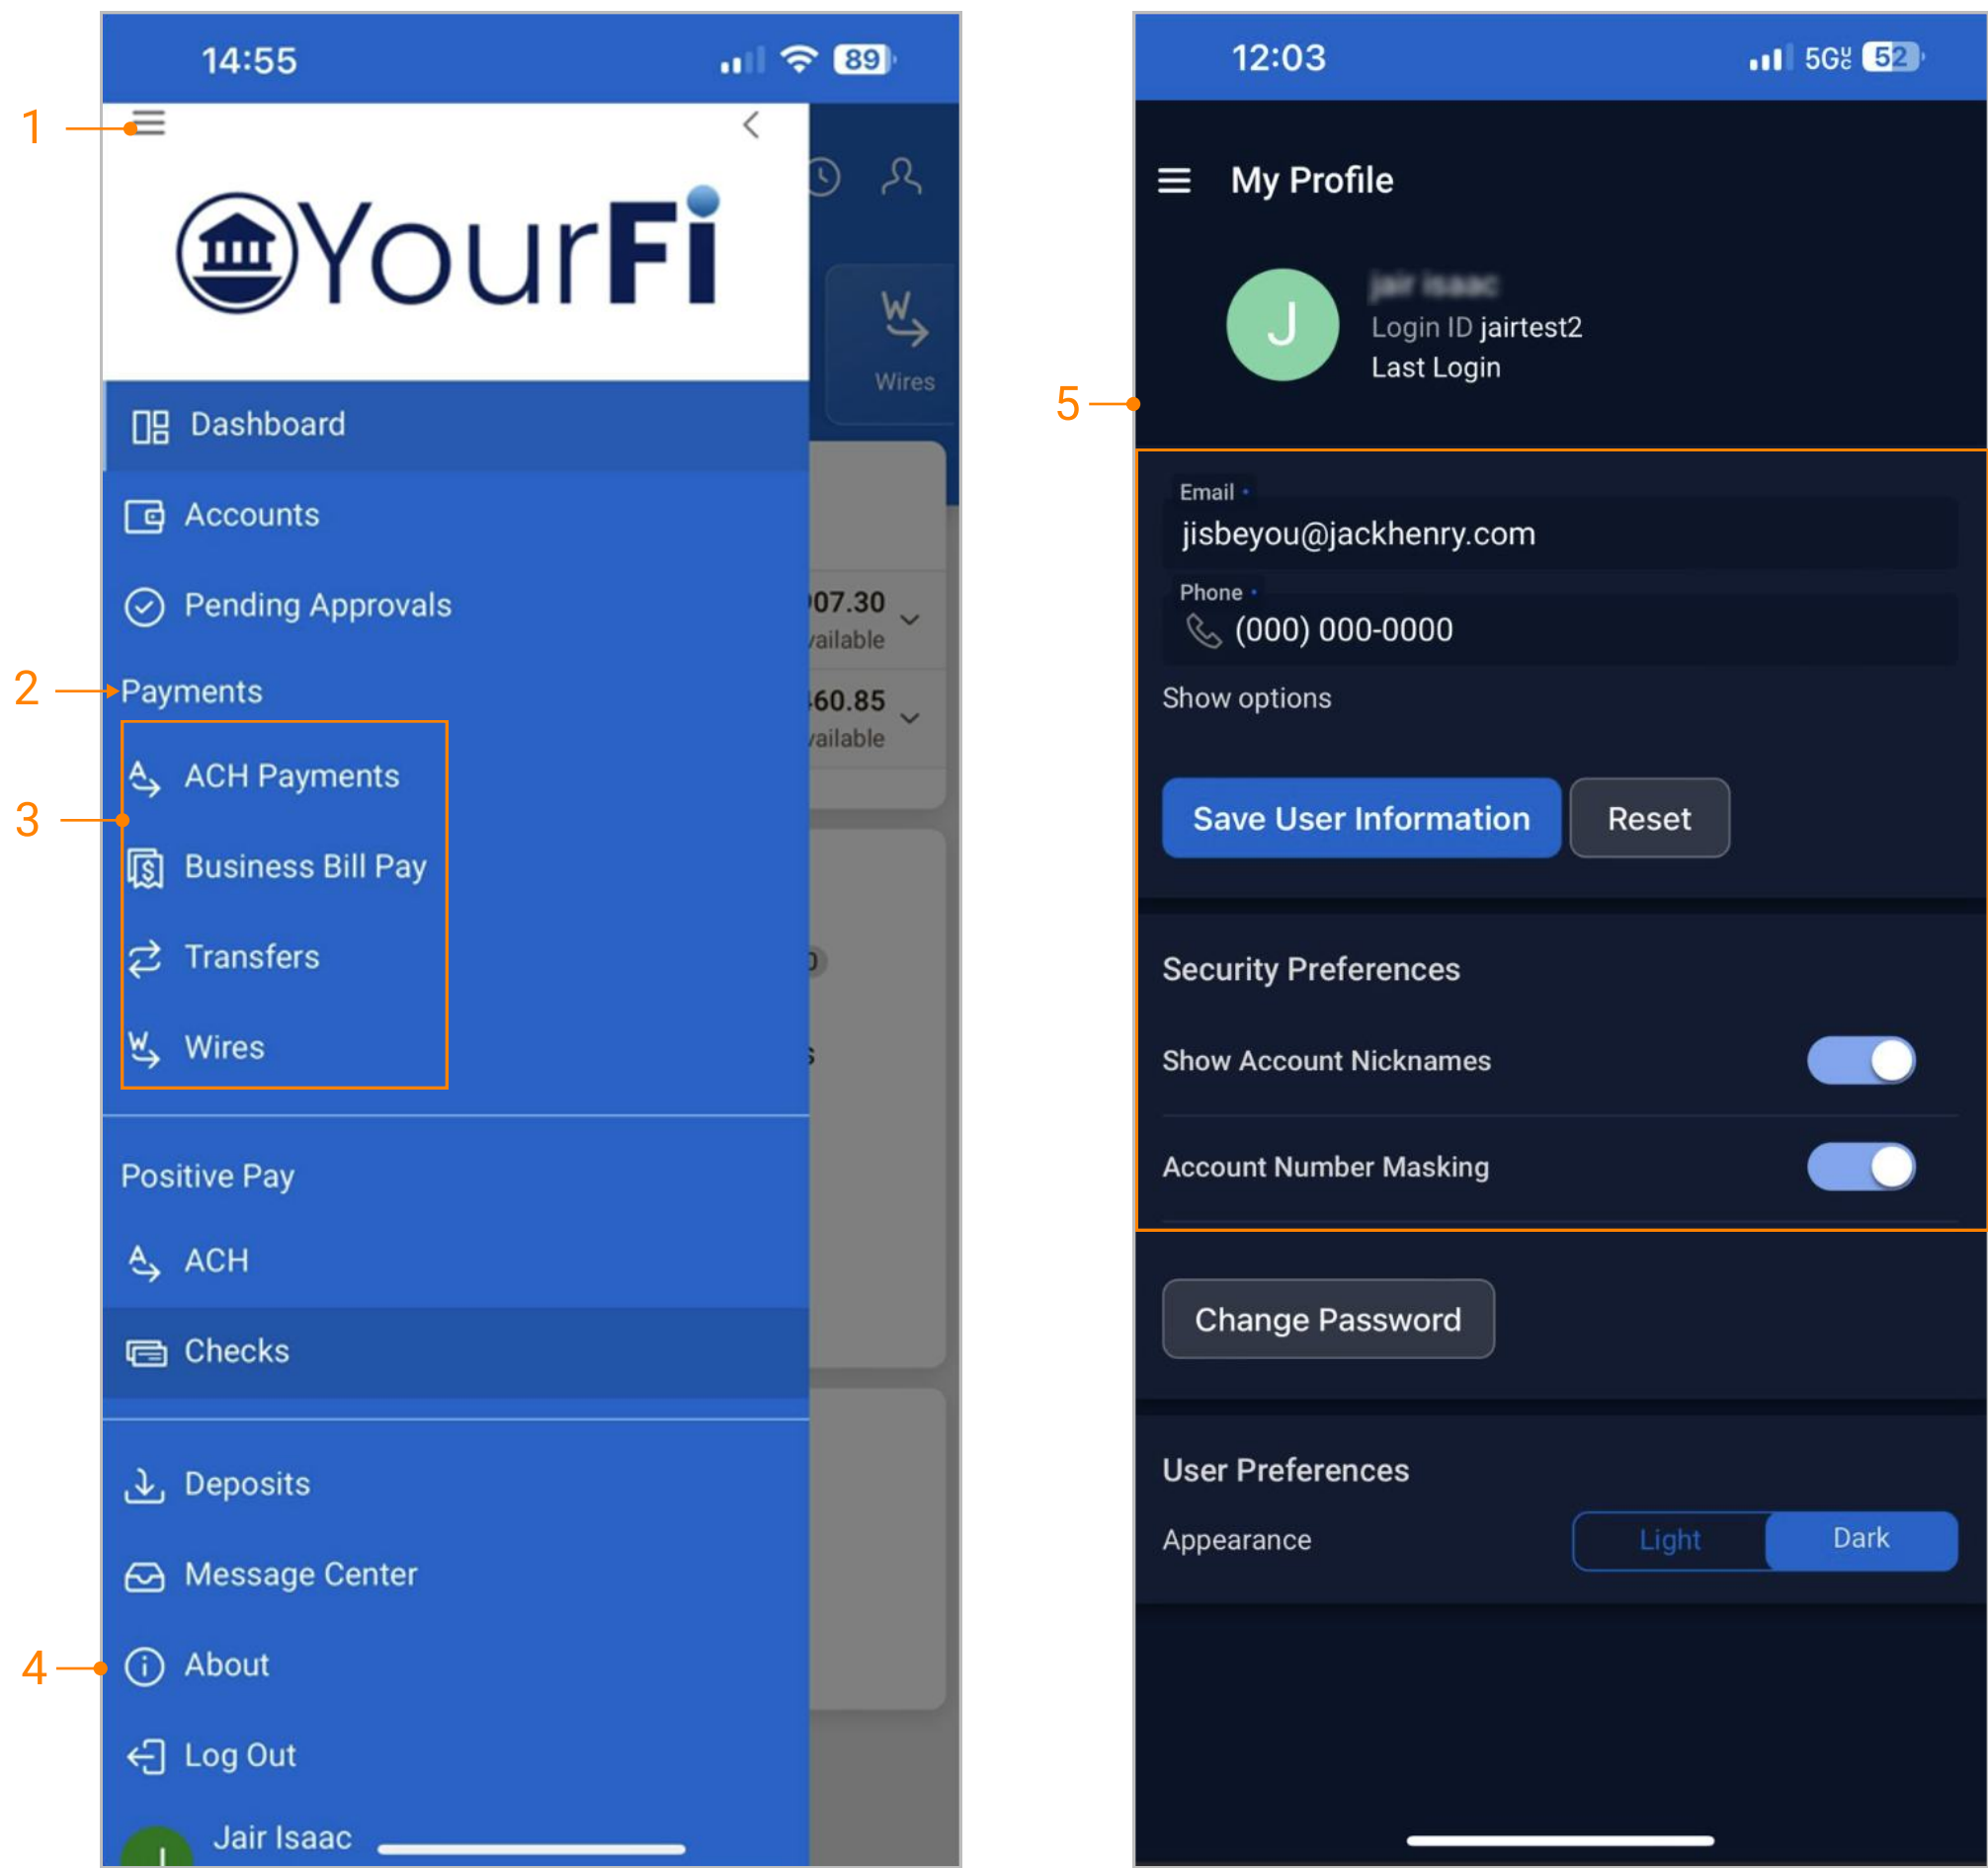 14:55
89
1
YourFi
Wires
Dashboard
Accounts
Pending Approvals
07.30
2
Payments
60.85
ACH Payments
3
Business Bill Pay
Transfers
Wires
Positive Pay
ACH
Checks
Deposits
Message Center
4
About
Log Out
Jair Isaac
12:03
5G
52
My Profile
J
jair isaac
Login ID jairtest2
Last Login
5
Email •
jisbeyou@jackhenry.com
Phone •
(000) 000-0000
Show options
Save User Information
Reset
Security Preferences
Show Account Nicknames
Account Number Masking
Change Password
User Preferences
Appearance
Light
Dark